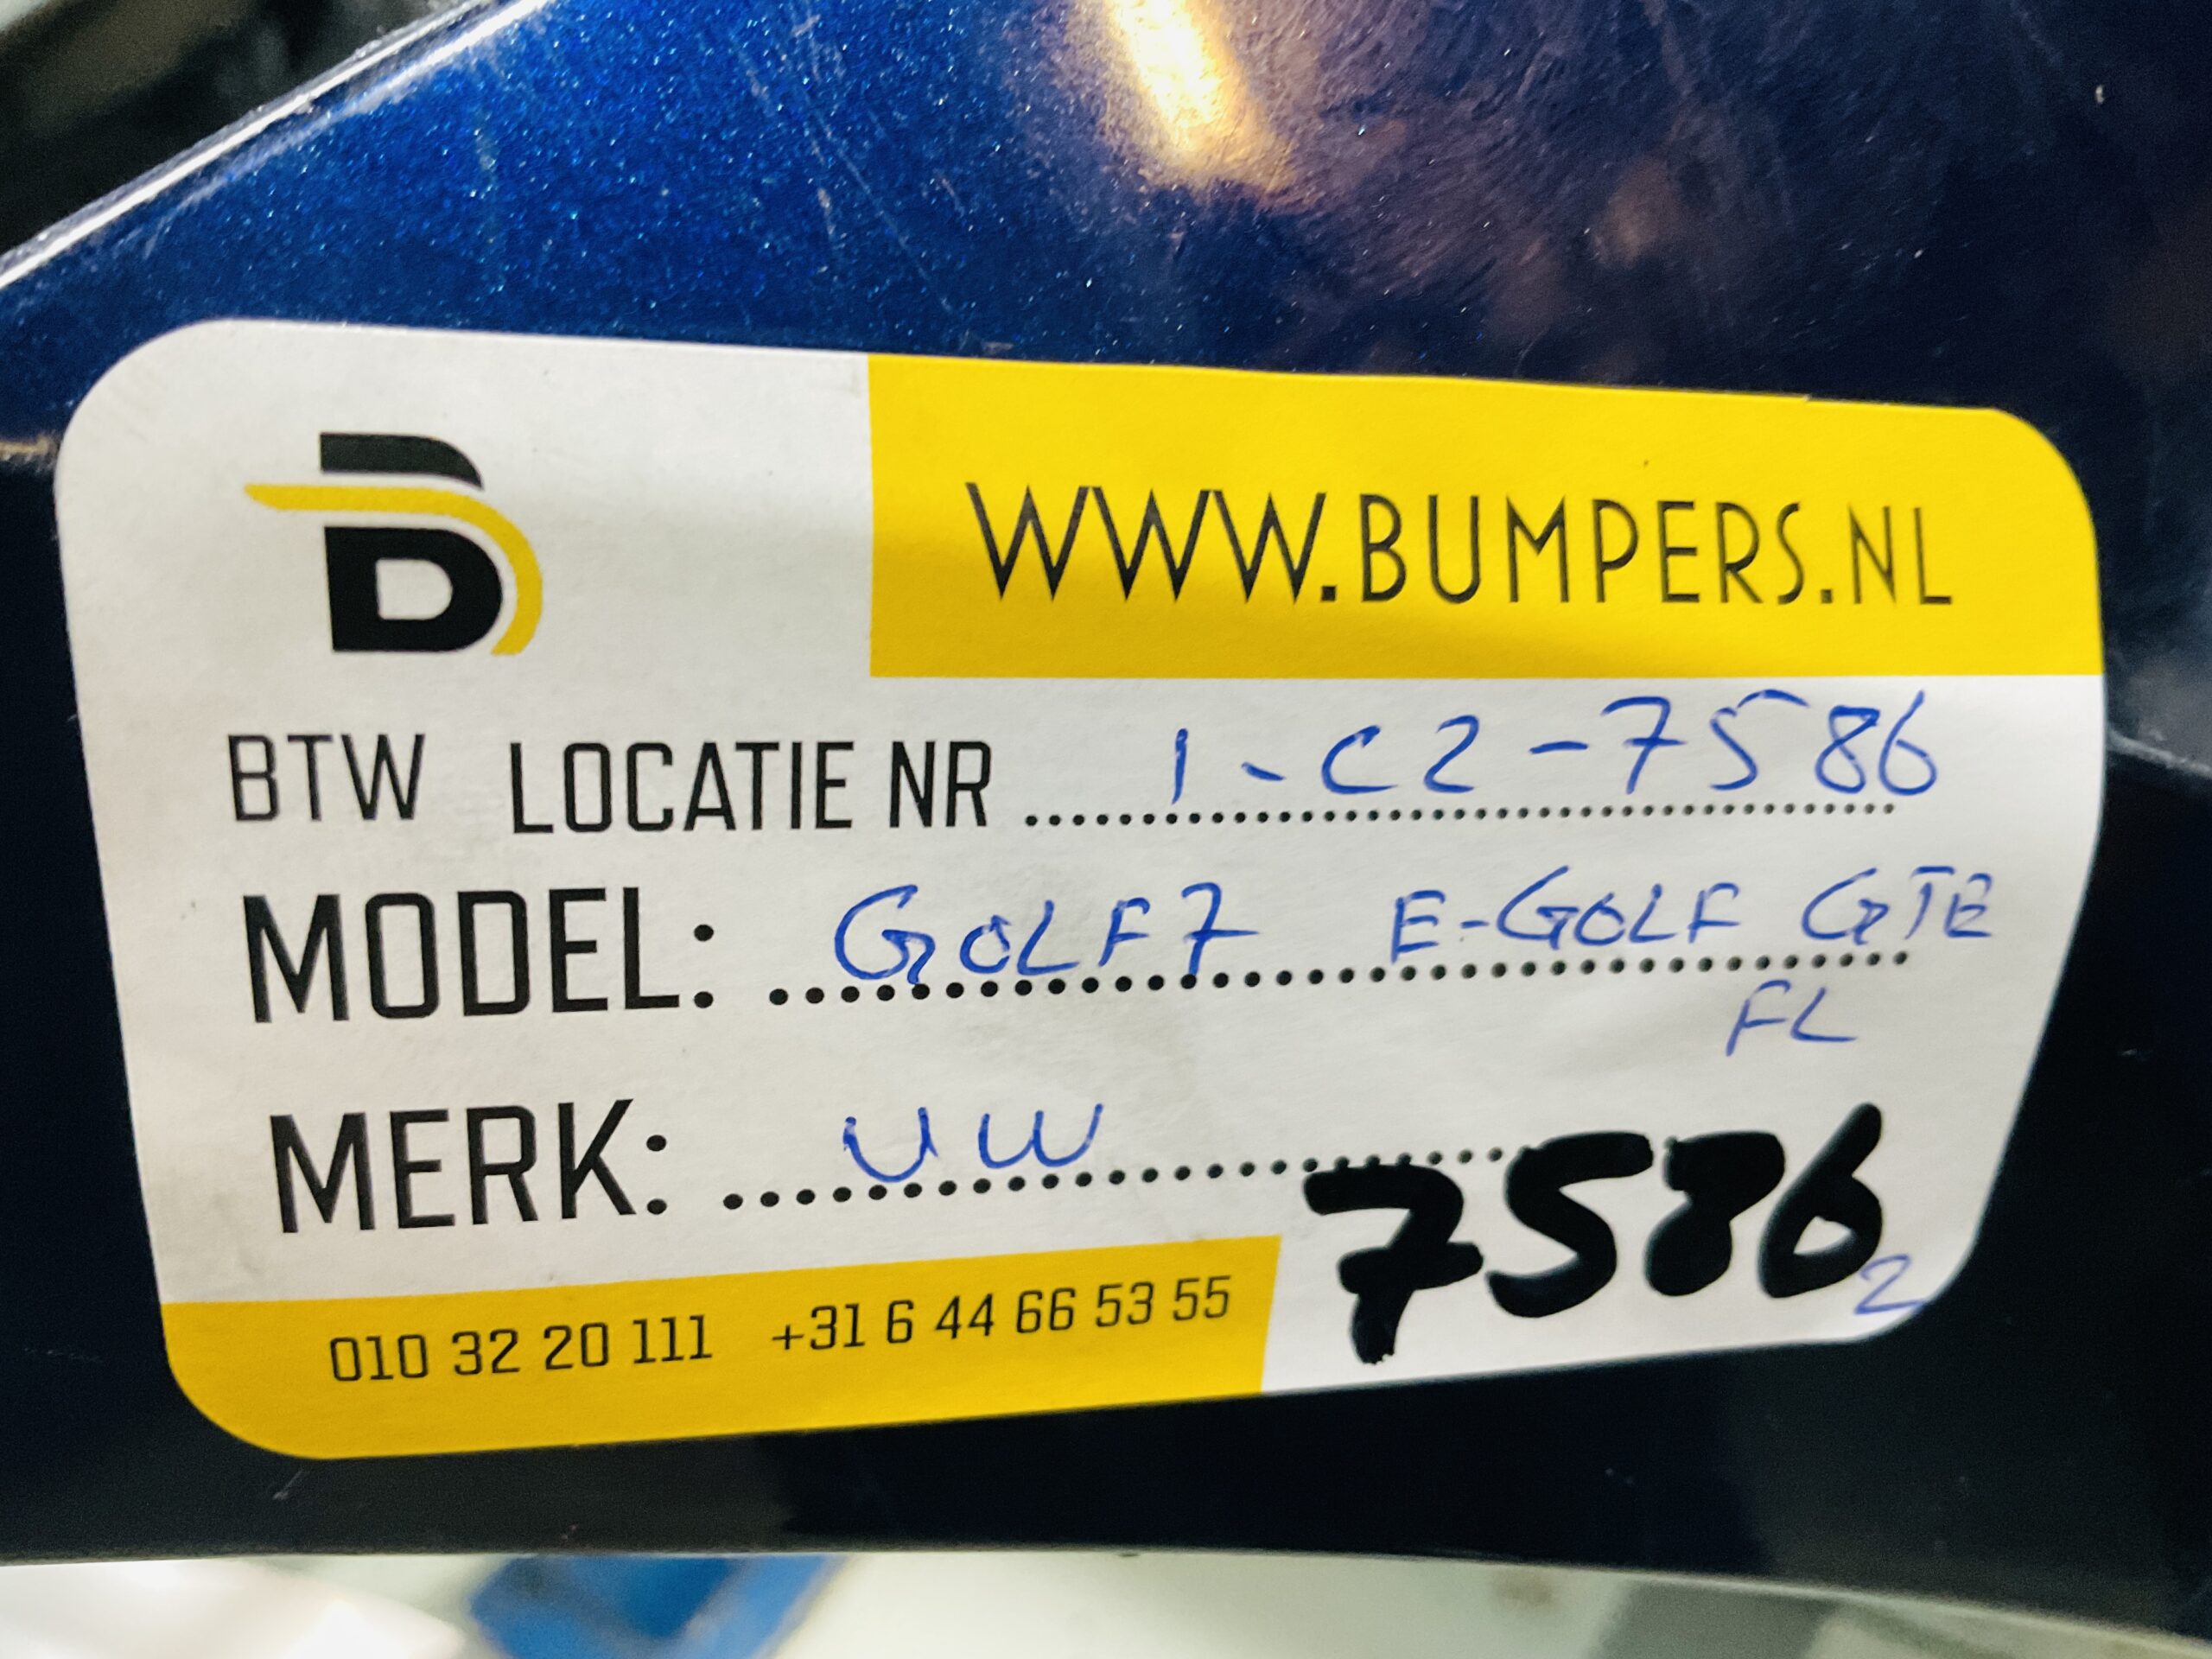 B
WWW.BUMPERS.NL
BTW LOCATIE NR 1-C2-7586
MODEL: GOLF7 E-GOLF GTE
FL
MERK: VW
7586
2
010 32 20 111 +31 6 44 66 53 55